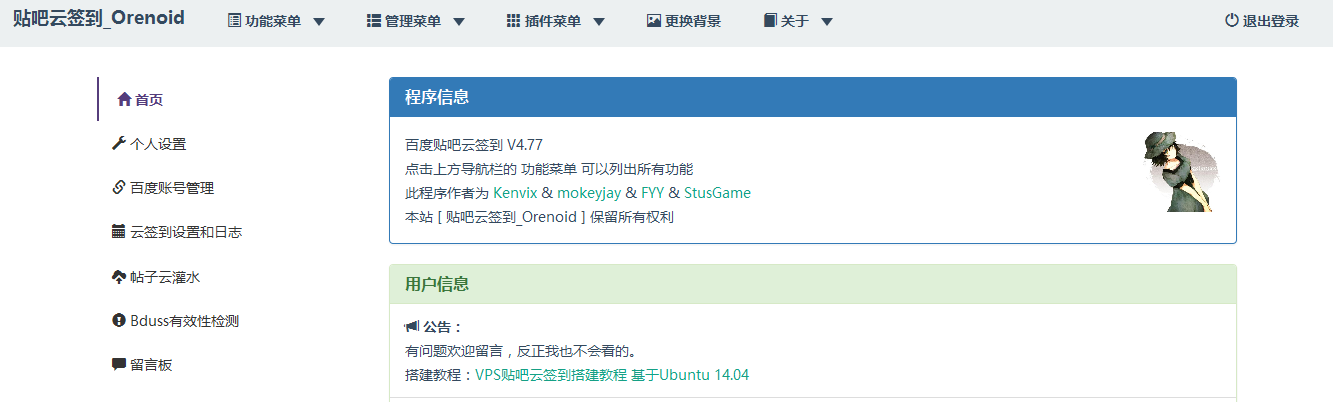 贴吧云签到_Orenoid 功能菜单 管理菜单 插件菜单 更换背景 关于 退出登录
首页
个人设置
百度账号管理
云签到设置和日志
帖子云灌水
Bduss有效性检测
留言板
程序信息
百度贴吧云签到 V4.77
点击上方导航栏的 功能菜单 可以列出所有功能
此程序作者为 Kenvix & mokeyjay & FYY & StusGame
本站 [ 贴吧云签到_Orenoid ] 保留所有权利
用户信息
公告：
有问题欢迎留言，反正我也不会看的。
搭建教程：VPS贴吧云签到搭建教程 基于Ubuntu 14.04